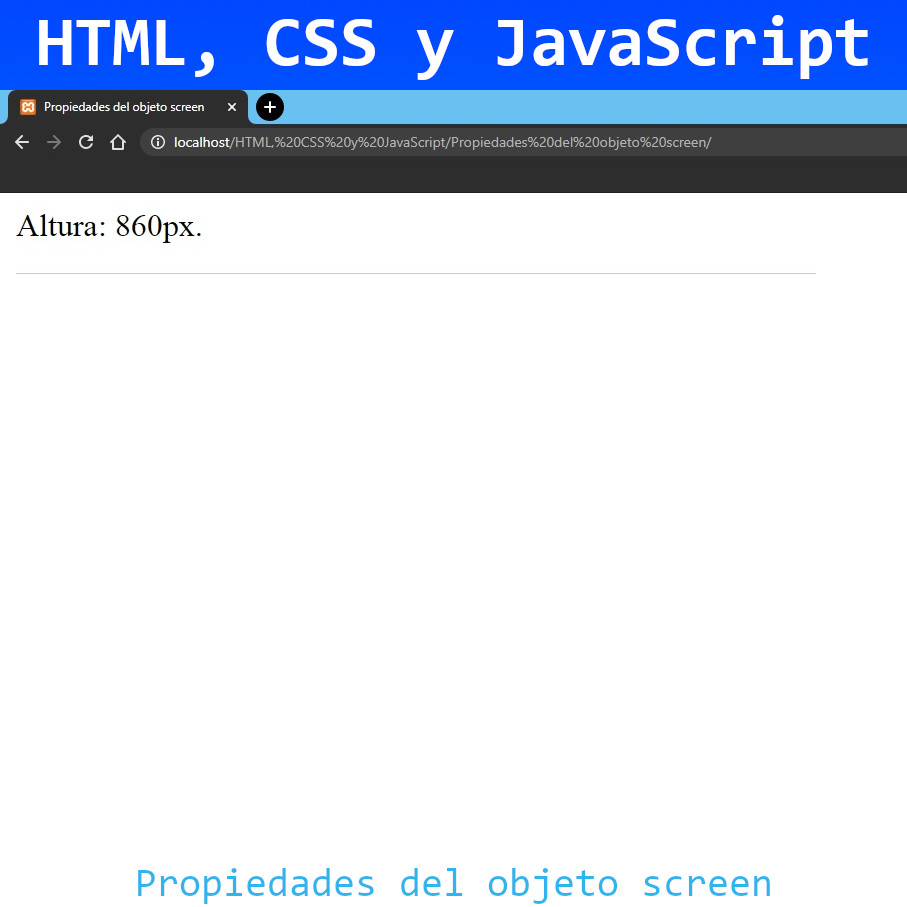 HTML, CSS y JavaScript
Propiedades del objeto screen
localhost/HTML,%20CSS%20y%20JavaScript/Propiedades%20del%20objeto%20screen/
Altura: 860px.
Propiedades del objeto screen